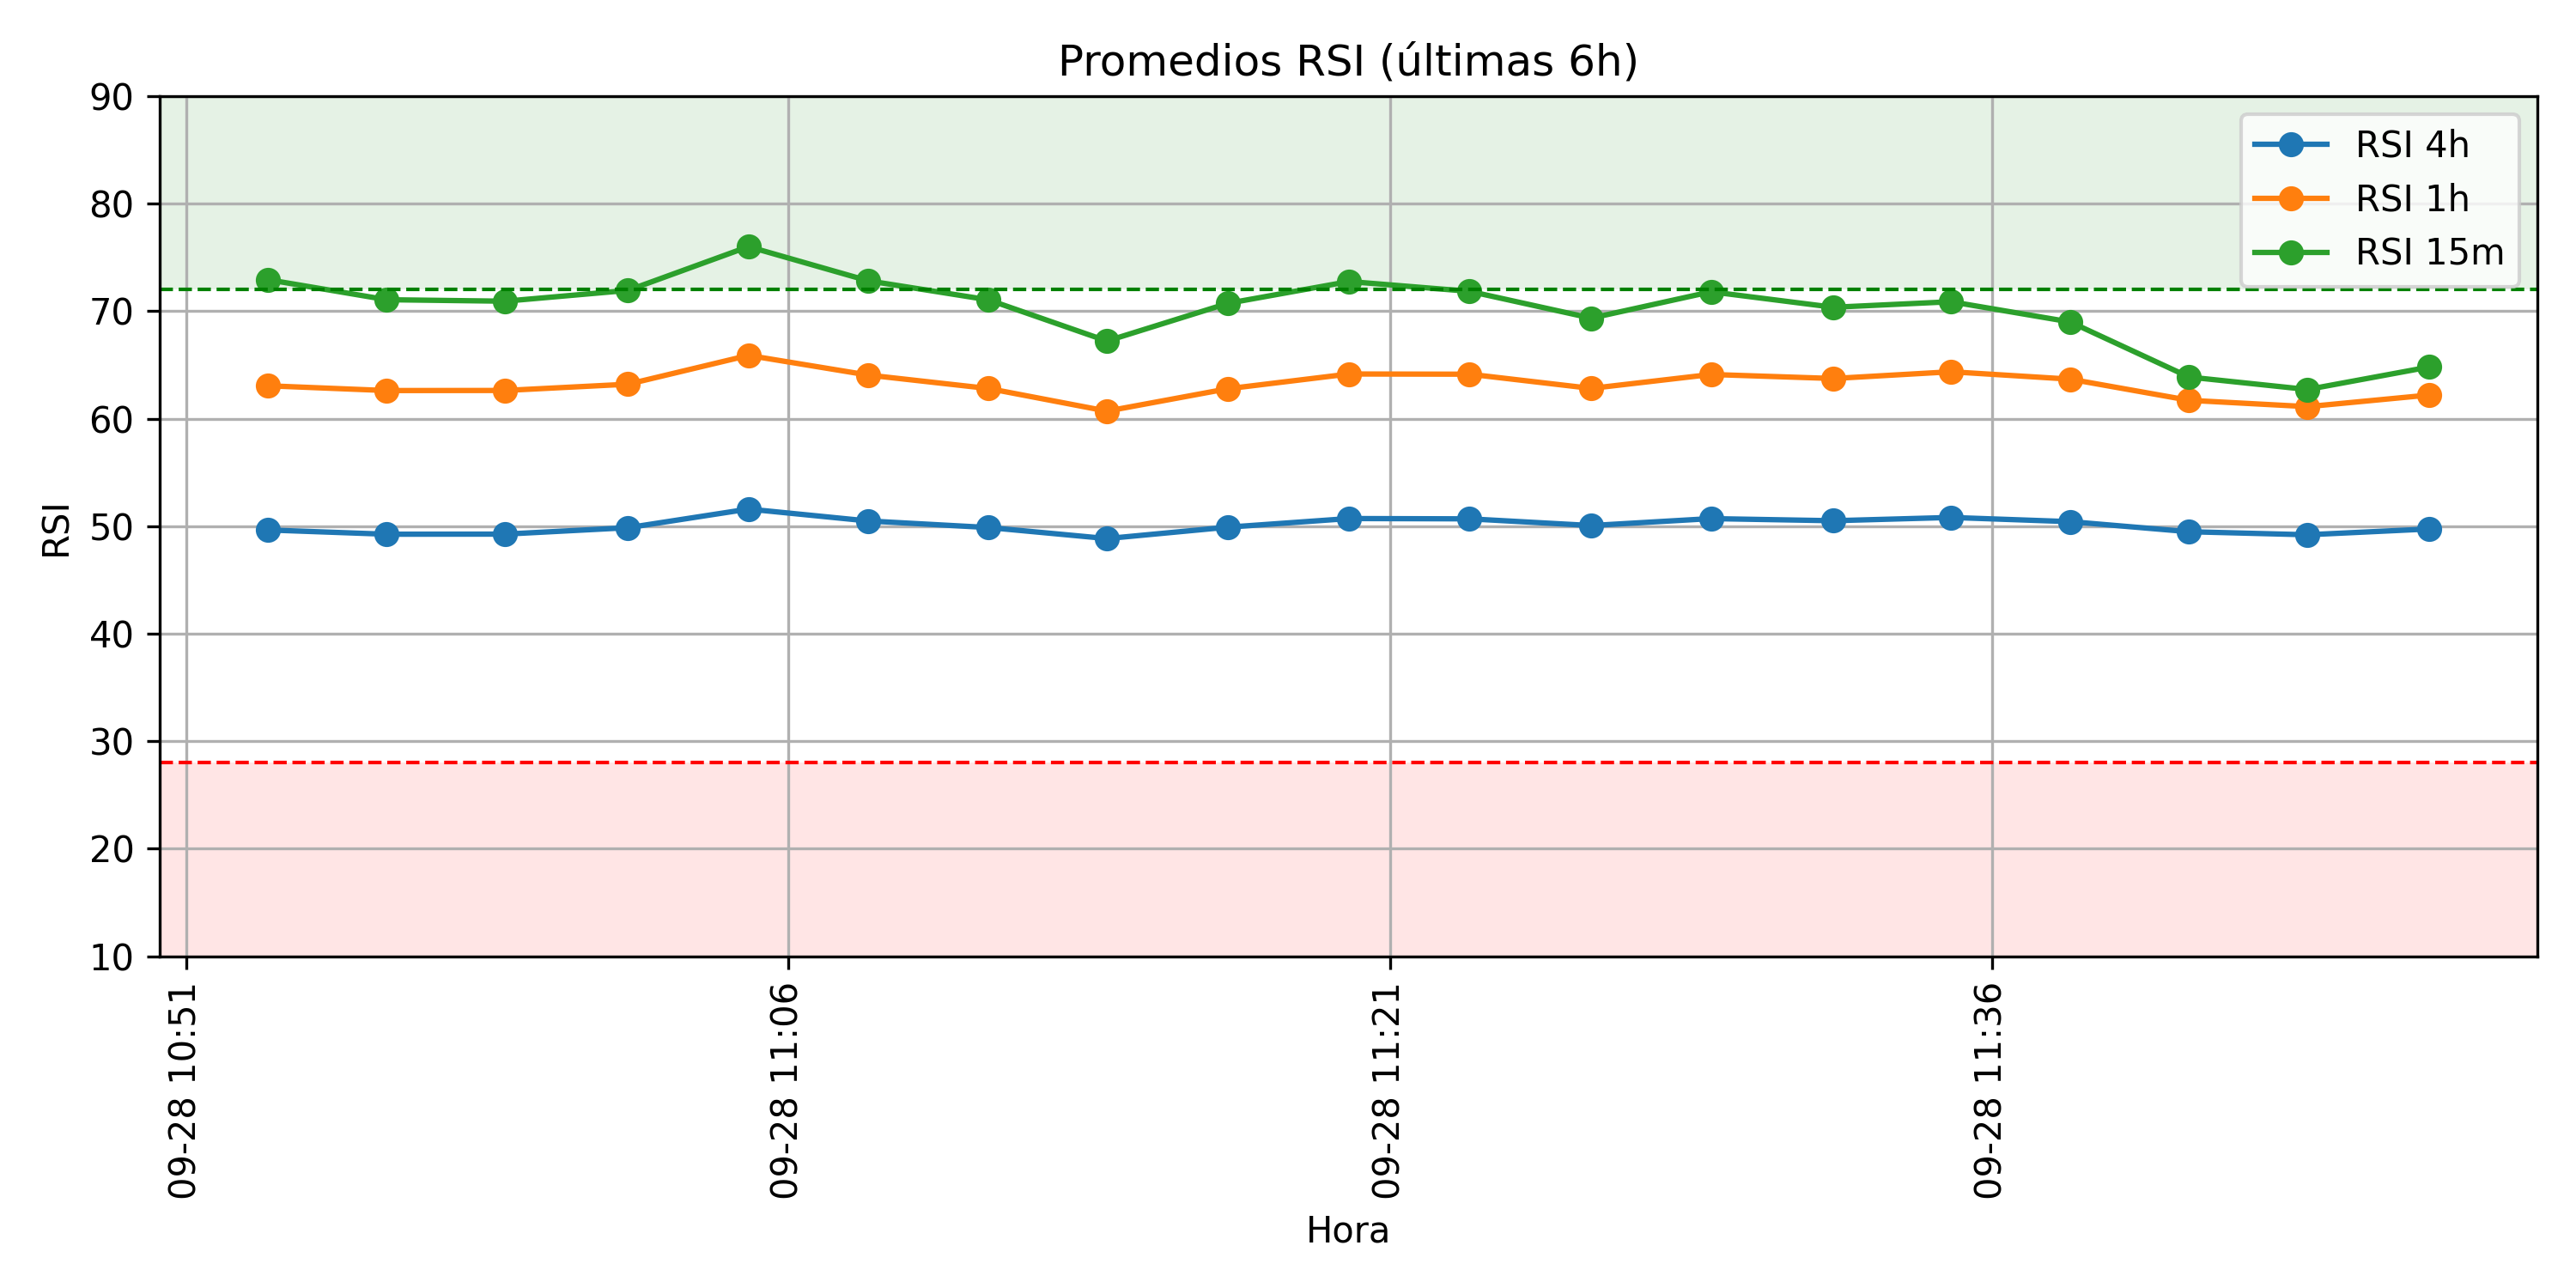 Promedios RSI (últimas 6h)
90
80
70
60
50
40
30
20
10
RSI
RSI 4h
RSI 1h
RSI 15m
09-28 10:51
09-28 11:06
09-28 11:21
09-28 11:36
Hora